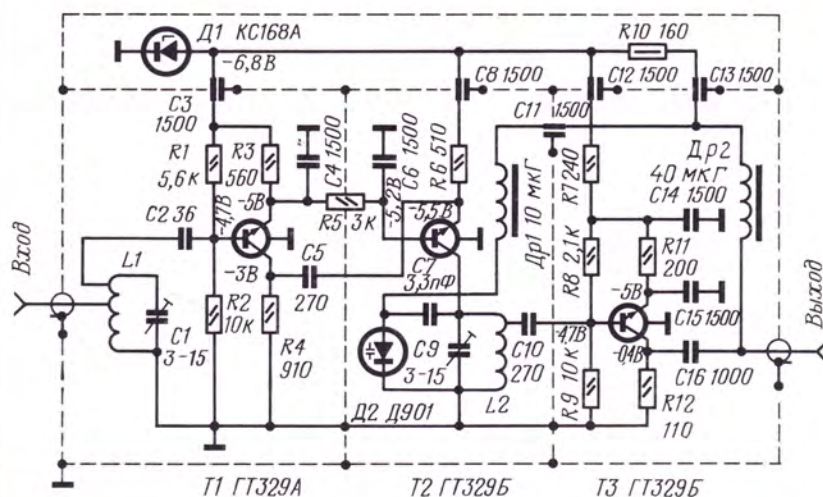 Д1 КС168А
-6,8В
R10 160
C8 1500
C12 1500
C13 1500
C3
1500
C11 1500
R1
5,6к
R3
560
C4 1500
C6 1500
-5,2В
R6 510
Др1 10 мкГ
R7 240
Др2
40 мкГ
C14 1500
C2 36
-4,7В
-5В
R5 3к
-5,5В
R8 2,1к
R11
200
Вход
L1
-3В
C5
270
C7
3,3пФ
-5В
C15 1500
Выход
C1
3-15
R2
10к
R4
910
C9
3-15
C10
270
-4,7В
-0,4В
C16 1000
L2
R9 10к
R12
110
Д2 Д901
Т1 ГТ329А
Т2 ГТ329Б
Т3 ГТ329Б